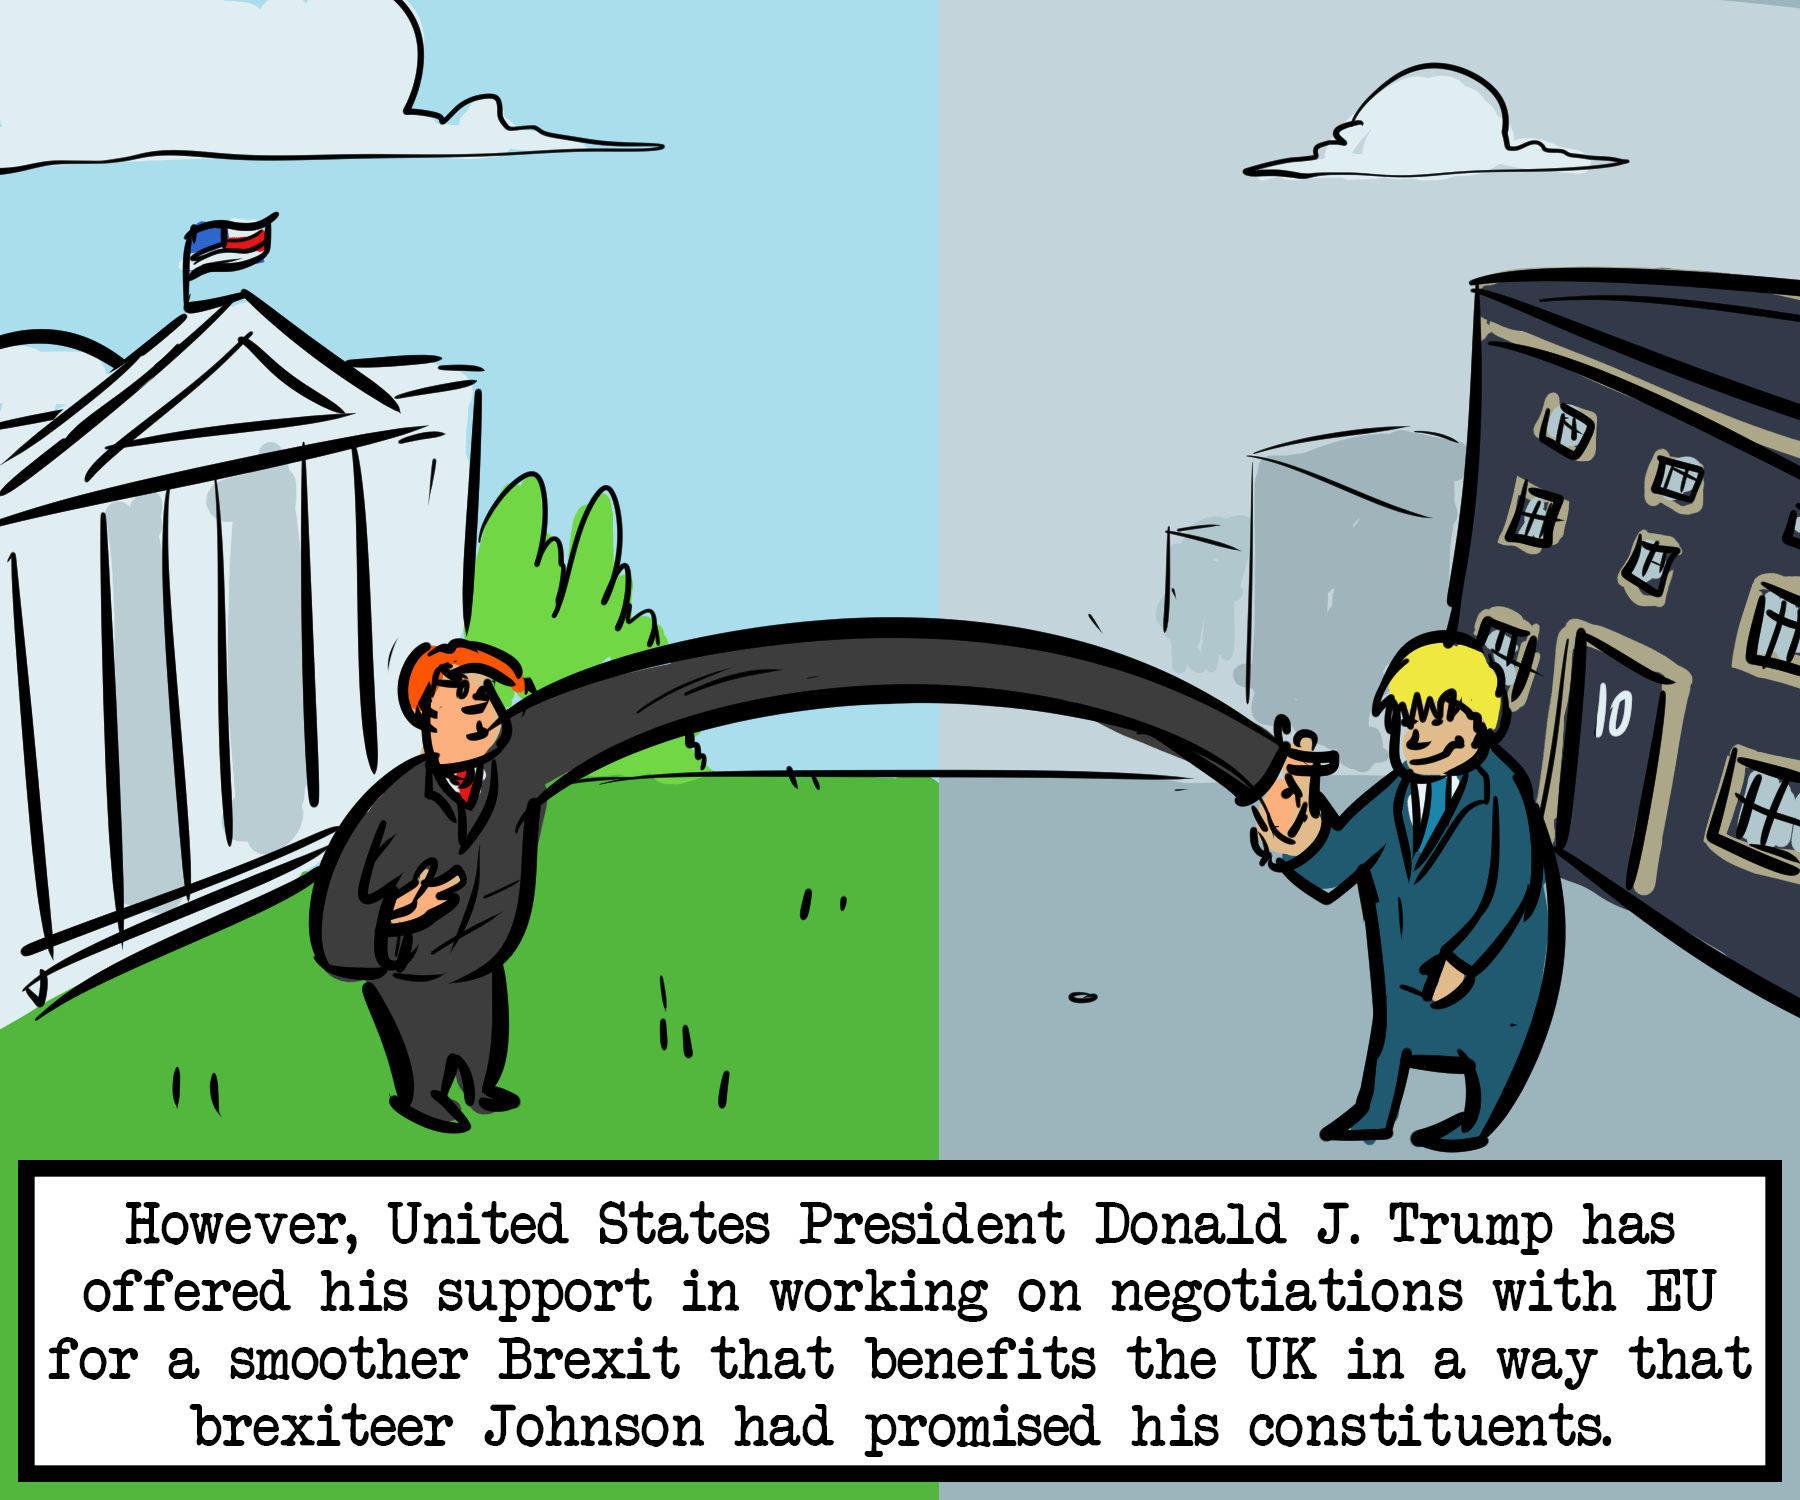 10
However, United States President Donald J. Trump has
offered his support in working on negotiations with EU
for a smoother Brexit that benefits the UK in a way that
brexiteer Johnson had promised his constituents.